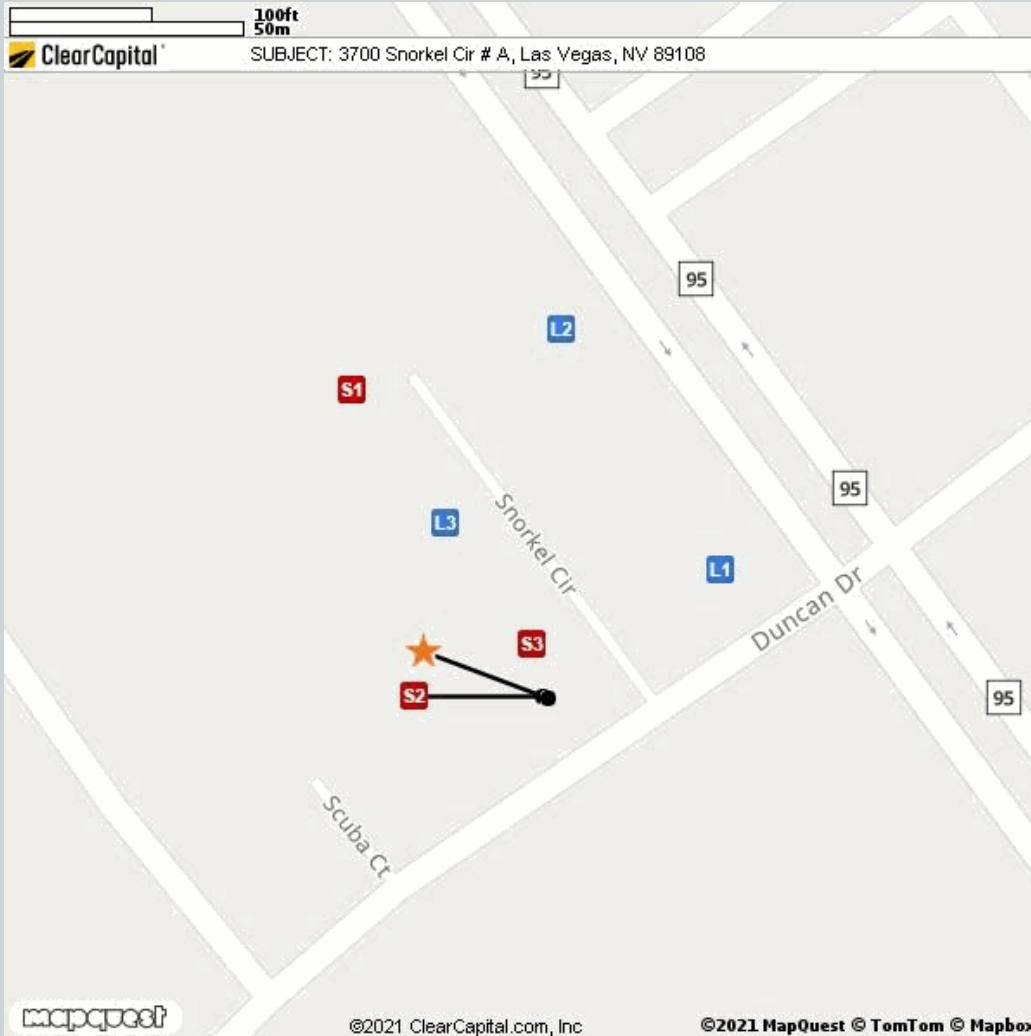 100ft
50m
ClearCapital
SUBJECT: 3700 Snorkel Cir # A, Las Vegas, NV 89108
95
95
L2
S1
95
L3
Snorkel Cir
L1
Duncan Dr
S3
S2
95
Scuba Ct
mapquest
©2021 ClearCapital.com, Inc
©2021 MapQuest © TomTom © Mapbox